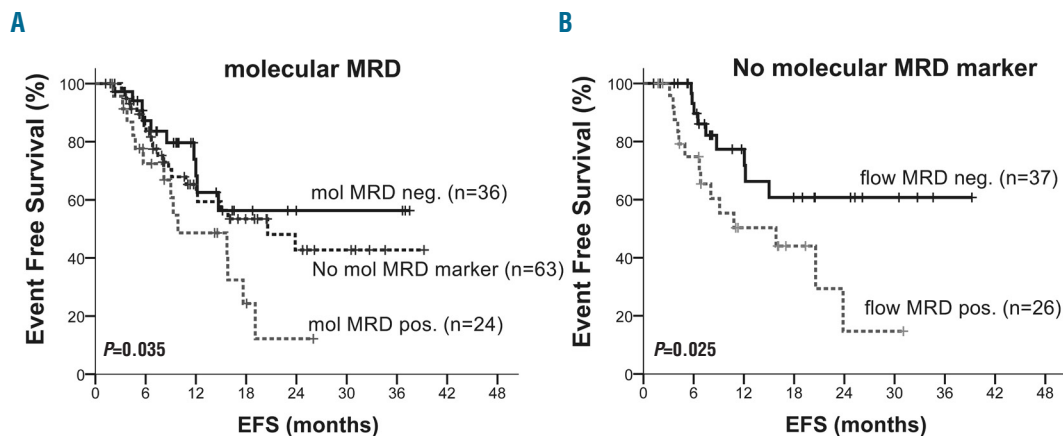 A
molecular MRD
Event Free Survival (%)
100
80
60
40
20
0
mol MRD neg. (n=36)
No mol MRD marker (n=63)
mol MRD pos. (n=24)
P=0.035
0 6 12 18 24 30 36 42 48
EFS (months)
B
No molecular MRD marker
Event Free Survival (%)
100
80
60
40
20
0
flow MRD neg. (n=37)
flow MRD pos. (n=26)
P=0.025
0 6 12 18 24 30 36 42 48
EFS (months)